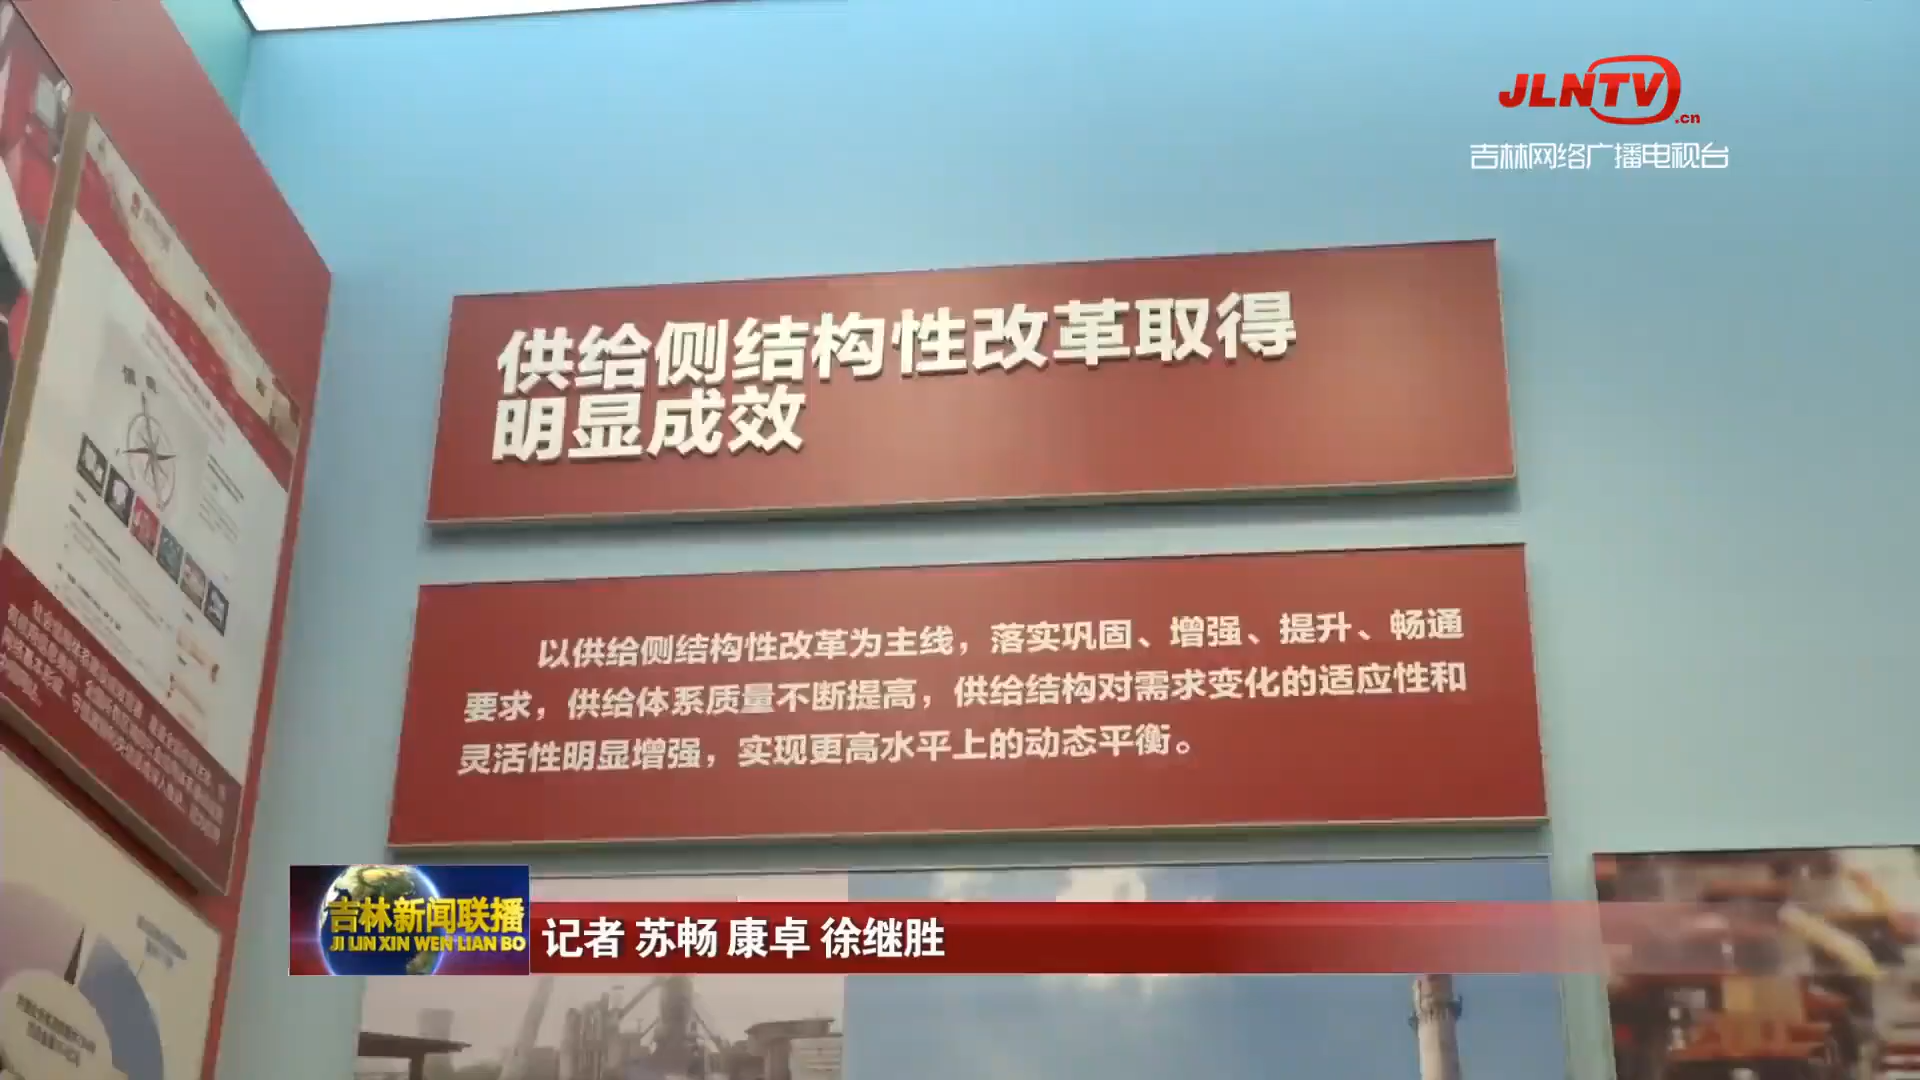 JLNTV.cn
吉林网络广播电视台
供给侧结构性改革取得
明显成效
以供给侧结构性改革为主线，落实巩固、增强、提升、畅通
要求，供给体系质量不断提高，供给结构对需求变化的适应性和
灵活性明显增强，实现更高水平上的动态平衡。
吉林新闻联播
JI LIN XIN WEN LIAN BO
记者 苏畅 康卓 徐继胜